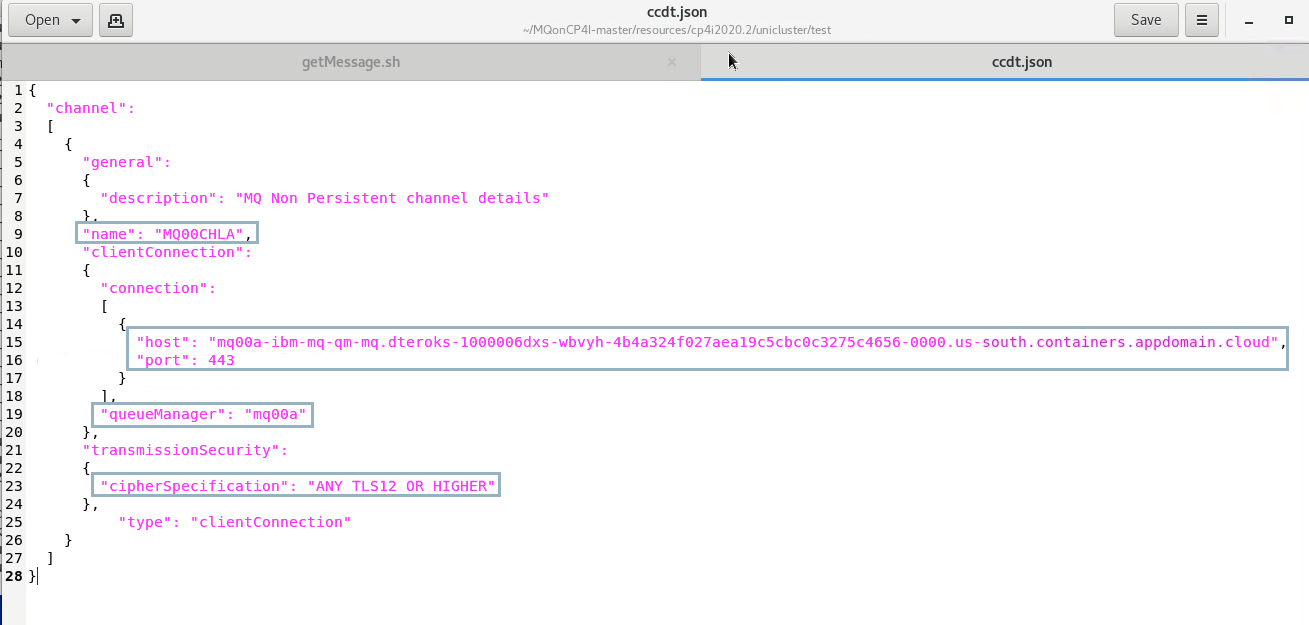 Open
ccdt.json
~/MQonCP4I-master/resources/cp4i2020.2/unicluster/test
Save
getMessage.sh
ccdt.json
1 {
2   "channel":
3   [
4     {
5       "general":
6       {
7         "description": "MQ Non Persistent channel details"
8       },
9       "name": "MQ00CHLA",
10       "clientConnection":
11       {
12         "connection":
13         [
14           {
15             "host": "mq00a-ibm-mq-qm-mq.dteroks-1000006dxs-wbvyh-4b4a324f027aea19c5cbc0c3275c4656-0000.us-south.containers.appdomain.cloud",
16             "port": 443
17           }
18         ],
19         "queueManager": "mq00a"
20       },
21       "transmissionSecurity":
22       {
23         "cipherSpecification": "ANY TLS12 OR HIGHER"
24       },
25           "type": "clientConnection"
26     }
27   ]
28 }